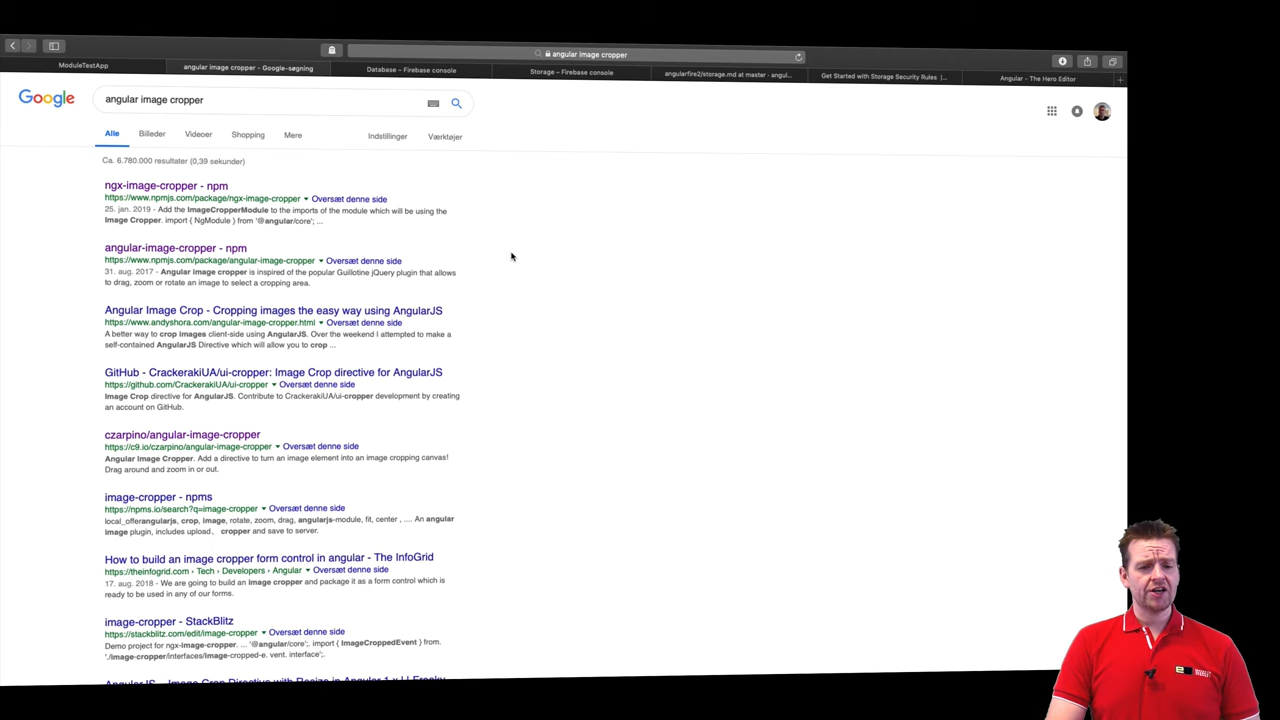 angular image cropper
ModuleTestApp
angular image cropper - Google-søgning
Database – Firebase console
Storage – Firebase console
angularfire2/storage.md at master · angul...
Get Started with Storage Security Rules | ...
Angular - The Hero Editor
Google
angular image cropper
Alle Billeder Videoer Shopping Mere Indstillinger Værktøjer
Ca. 6.780.000 resultater (0,39 sekunder)
ngx-image-cropper - npm
https://www.npmjs.com/package/ngx-image-cropper ▾ Oversæt denne side
25. jan. 2019 - Add the ImageCropperModule to the imports of the module which will be using the
Image Cropper. import { NgModule } from '@angular/core'; ...
angular-image-cropper - npm
https://www.npmjs.com/package/angular-image-cropper ▾ Oversæt denne side
31. aug. 2017 - Angular image cropper is inspired of the popular Guillotine jQuery plugin that allows
to drag, zoom or rotate an image to select a cropping area.
Angular Image Crop - Cropping images the easy way using AngularJS
https://www.andyshora.com/angular-image-cropper.html ▾ Oversæt denne side
A better way to crop images client-side using AngularJS. Over the weekend I attempted to make a
self-contained AngularJS Directive which will allow you to crop ...
GitHub - CrackerakiUA/ui-cropper: Image Crop directive for AngularJS
https://github.com/CrackerakiUA/ui-cropper ▾ Oversæt denne side
Image Crop directive for AngularJS. Contribute to CrackerakiUA/ui-cropper development by creating
an account on GitHub.
czarpino/angular-image-cropper
https://c9.io/czarpino/angular-image-cropper ▾ Oversæt denne side
Angular Image Cropper. Add a directive to turn an image element into an image cropping canvas!
Drag around and zoom in or out.
image-cropper - npms
https://npms.io/search?q=image-cropper ▾ Oversæt denne side
local_offerangularjs, crop, image, rotate, zoom, drag, angularjs-module, fit, center , .... An angular
image plugin, includes upload， cropper and save to server.
How to build an image cropper form control in angular - The InfoGrid
https://theinfogrid.com › Tech › Developers › Angular ▾ Oversæt denne side
17. aug. 2018 - We are going to build an image cropper and package it as a form control which is
ready to be used in any of our forms.
image-cropper - StackBlitz
https://stackblitz.com/edit/image-cropper ▾ Oversæt denne side
Demo project for ngx-image-cropper. ... '@angular/core';. import { ImageCroppedEvent } from.
'./image-cropper/interfaces/image-cropped-e. vent. interface';.
Angular JS - Image Crop Directive with Resize in Angular 1.x | | Freaky